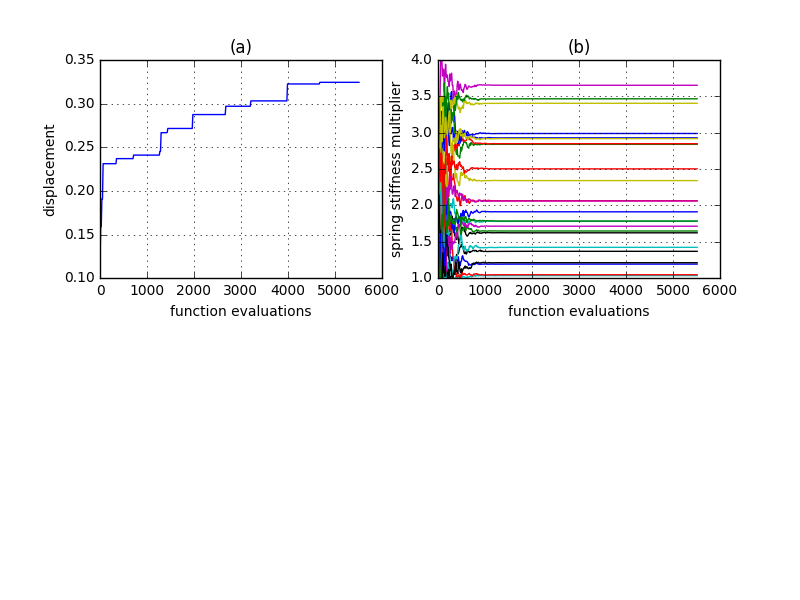 (a)
displacement
0.35
0.30
0.25
0.20
0.15
0.10
0 1000 2000 3000 4000 5000 6000
function evaluations
(b)
spring stiffness multiplier
4.0
3.5
3.0
2.5
2.0
1.5
1.0
0 1000 2000 3000 4000 5000 6000
function evaluations